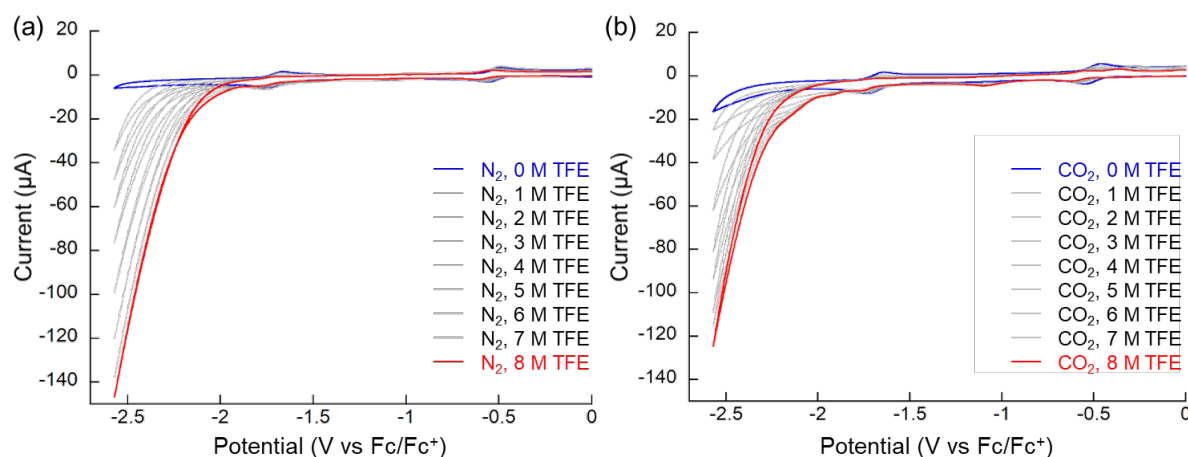 (a)
20
0
-20
-40
-60
-80
-100
-120
-140
Current (µA)
-2.5 -2 -1.5 -1 -0.5 0
Potential (V vs Fc/Fc⁺)
N₂, 0 M TFE
N₂, 1 M TFE
N₂, 2 M TFE
N₂, 3 M TFE
N₂, 4 M TFE
N₂, 5 M TFE
N₂, 6 M TFE
N₂, 7 M TFE
N₂, 8 M TFE
(b)
20
0
-20
-40
-60
-80
-100
-120
-140
Current (µA)
-2.5 -2 -1.5 -1 -0.5 0
Potential (V vs Fc/Fc⁺)
CO₂, 0 M TFE
CO₂, 1 M TFE
CO₂, 2 M TFE
CO₂, 3 M TFE
CO₂, 4 M TFE
CO₂, 5 M TFE
CO₂, 6 M TFE
CO₂, 7 M TFE
CO₂, 8 M TFE